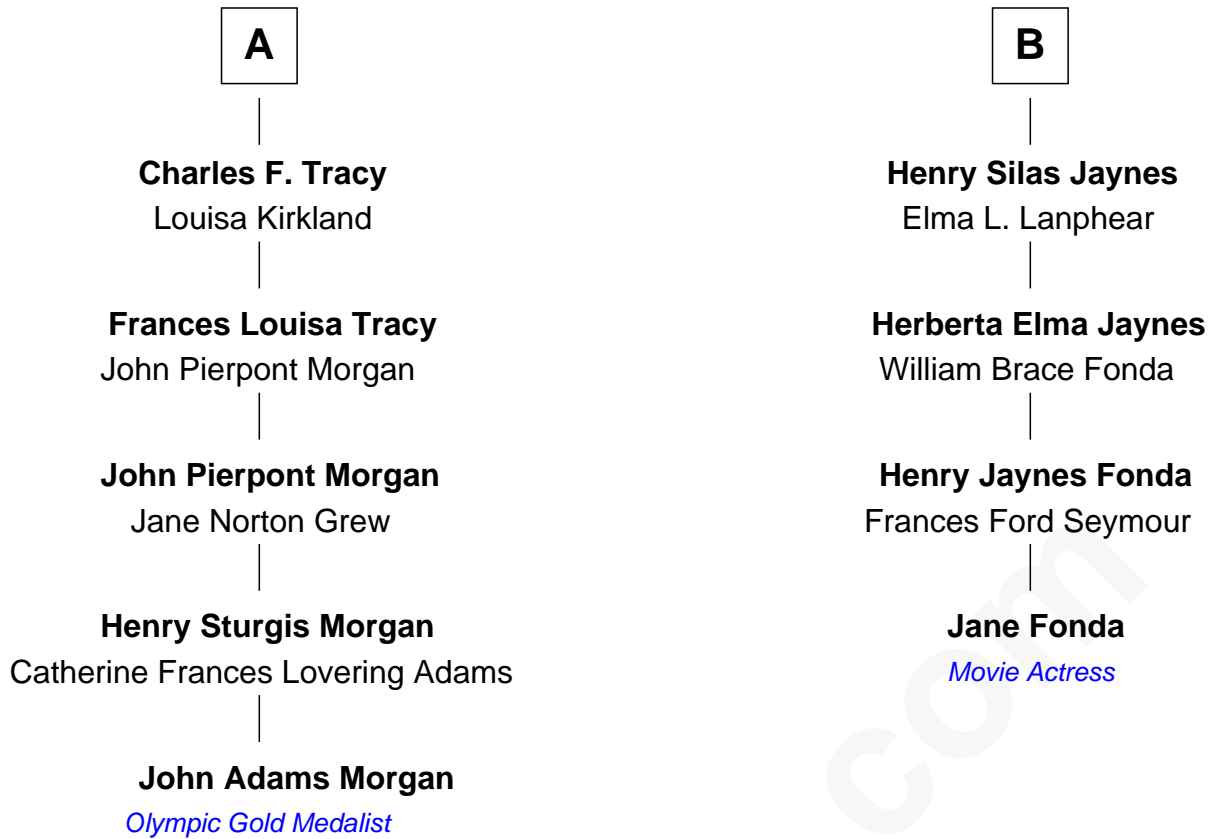 A
Charles F. Tracy
Louisa Kirkland
Frances Louisa Tracy
John Pierpont Morgan
John Pierpont Morgan
Jane Norton Grew
Henry Sturgis Morgan
Catherine Frances Lovering Adams
John Adams Morgan
Olympic Gold Medalist
B
Henry Silas Jaynes
Elma L. Lanphear
Herberta Elma Jaynes
William Brace Fonda
Henry Jaynes Fonda
Frances Ford Seymour
Jane Fonda
Movie Actress
com